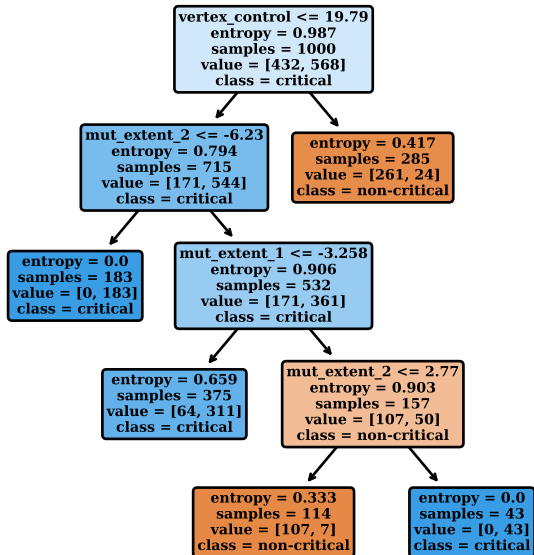 vertex_control <= 19.79
entropy = 0.987
samples = 1000
value = [432, 568]
class = critical
mut_extent_2 <= -6.23
entropy = 0.794
samples = 715
value = [171, 544]
class = critical
entropy = 0.417
samples = 285
value = [261, 24]
class = non-critical
entropy = 0.0
samples = 183
value = [0, 183]
class = critical
mut_extent_1 <= -3.258
entropy = 0.906
samples = 532
value = [171, 361]
class = critical
entropy = 0.659
samples = 375
value = [64, 311]
class = critical
mut_extent_2 <= 2.77
entropy = 0.903
samples = 157
value = [107, 50]
class = non-critical
entropy = 0.333
samples = 114
value = [107, 7]
class = non-critical
entropy = 0.0
samples = 43
value = [0, 43]
class = critical